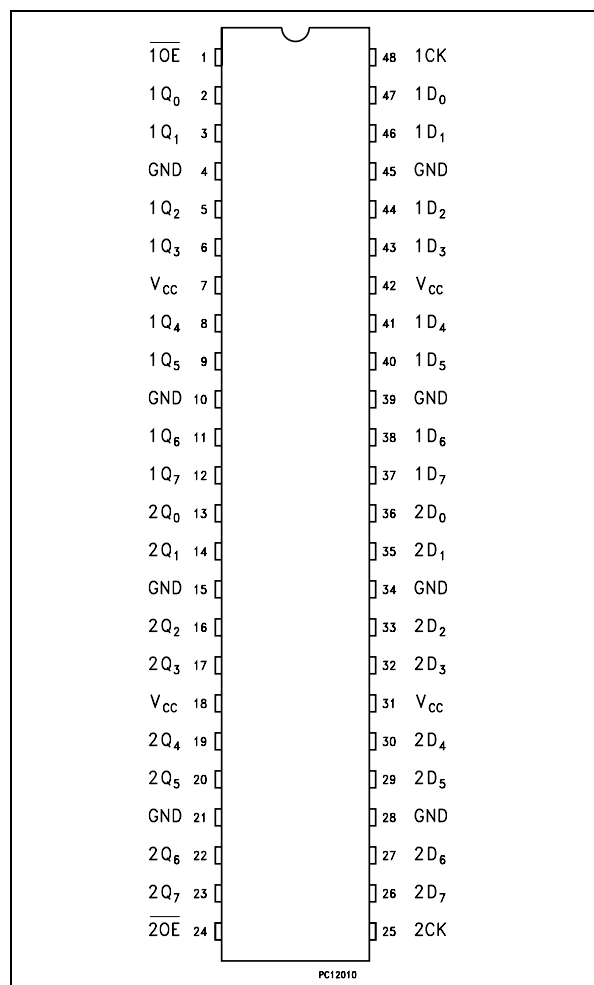 1OE 1 48 1CK
1Q0 2 47 1D0
1Q1 3 46 1D1
GND 4 45 GND
1Q2 5 44 1D2
1Q3 6 43 1D3
VCC 7 42 VCC
1Q4 8 41 1D4
1Q5 9 40 1D5
GND 10 39 GND
1Q6 11 38 1D6
1Q7 12 37 1D7
2Q0 13 36 2D0
2Q1 14 35 2D1
GND 15 34 GND
2Q2 16 33 2D2
2Q3 17 32 2D3
VCC 18 31 VCC
2Q4 19 30 2D4
2Q5 20 29 2D5
GND 21 28 GND
2Q6 22 27 2D6
2Q7 23 26 2D7
2OE 24 25 2CK
PC12010